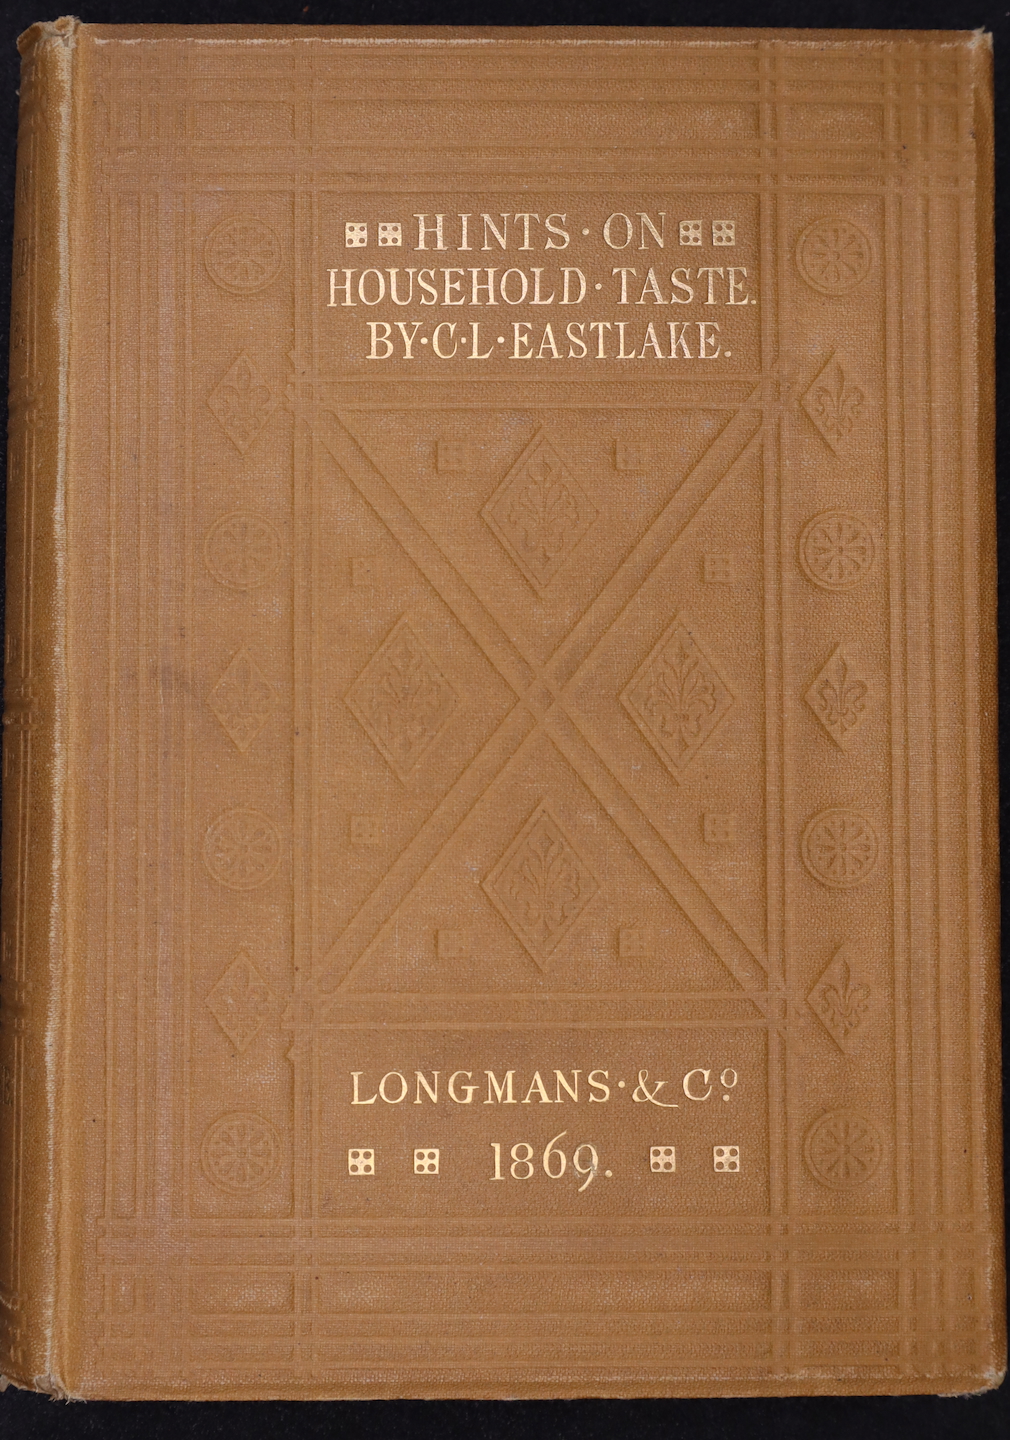 HINTS · ON
HOUSEHOLD · TASTE.
BY · C · L · EASTLAKE.
LONGMANS · & Cº
1869.